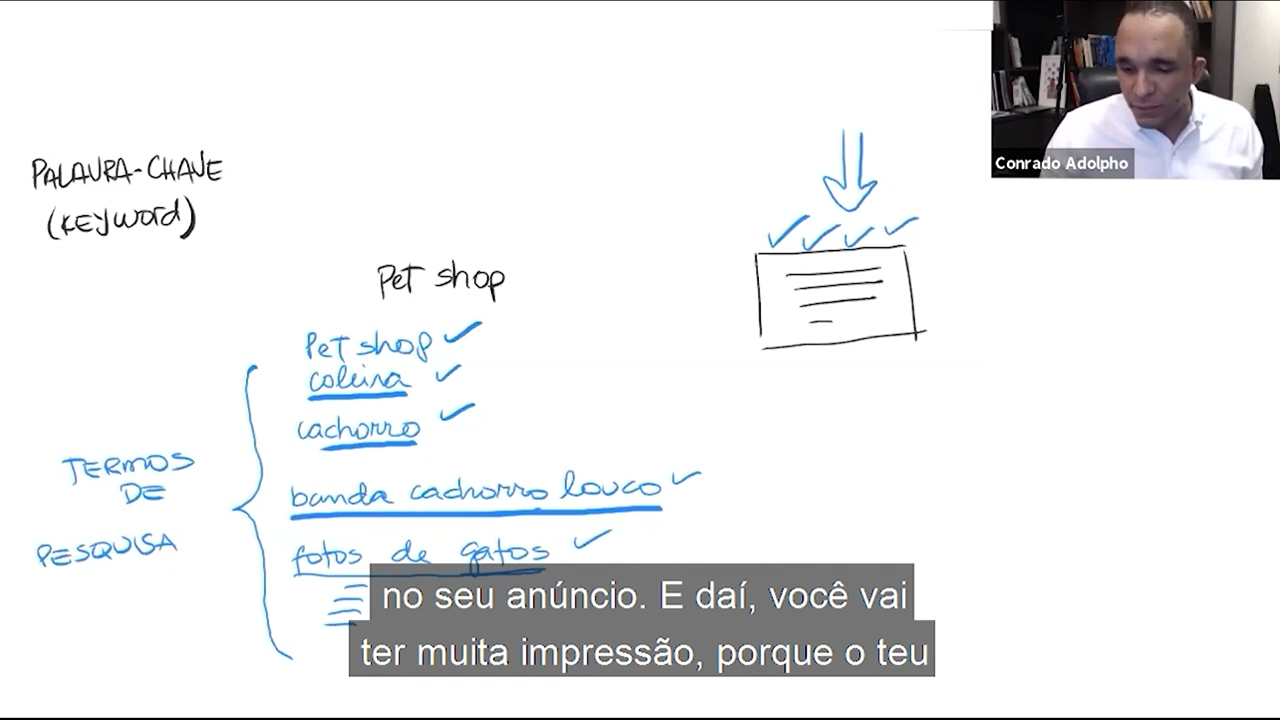 Conrado Adolpho
PALAVRA-CHAVE
(KEYWORD)
Pet shop
Pet shop
coleira
cachorro
banda cachorro louco
fotos de gatos
TERMOS
DE
PESQUISA
no seu anúncio. E daí, você vai
ter muita impressão, porque o teu